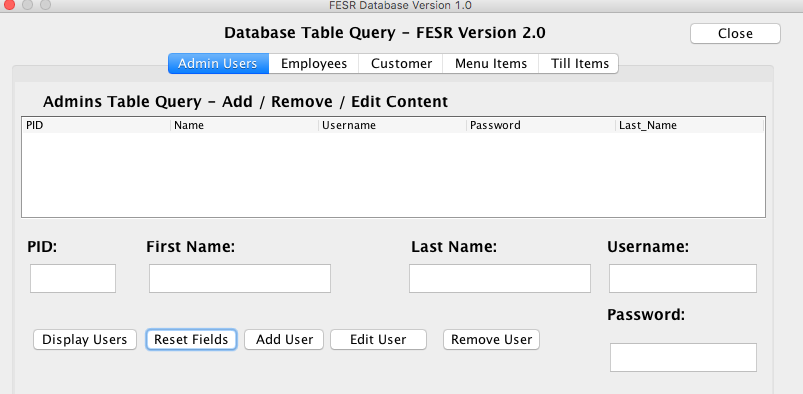 FESR Database Version 1.0
Database Table Query – FESR Version 2.0
Close
Admin Users Employees Customer Menu Items Till Items
Admins Table Query – Add / Remove / Edit Content
PID Name Username Password Last_Name
PID: First Name: Last Name: Username:
Password:
Display Users Reset Fields Add User Edit User Remove User